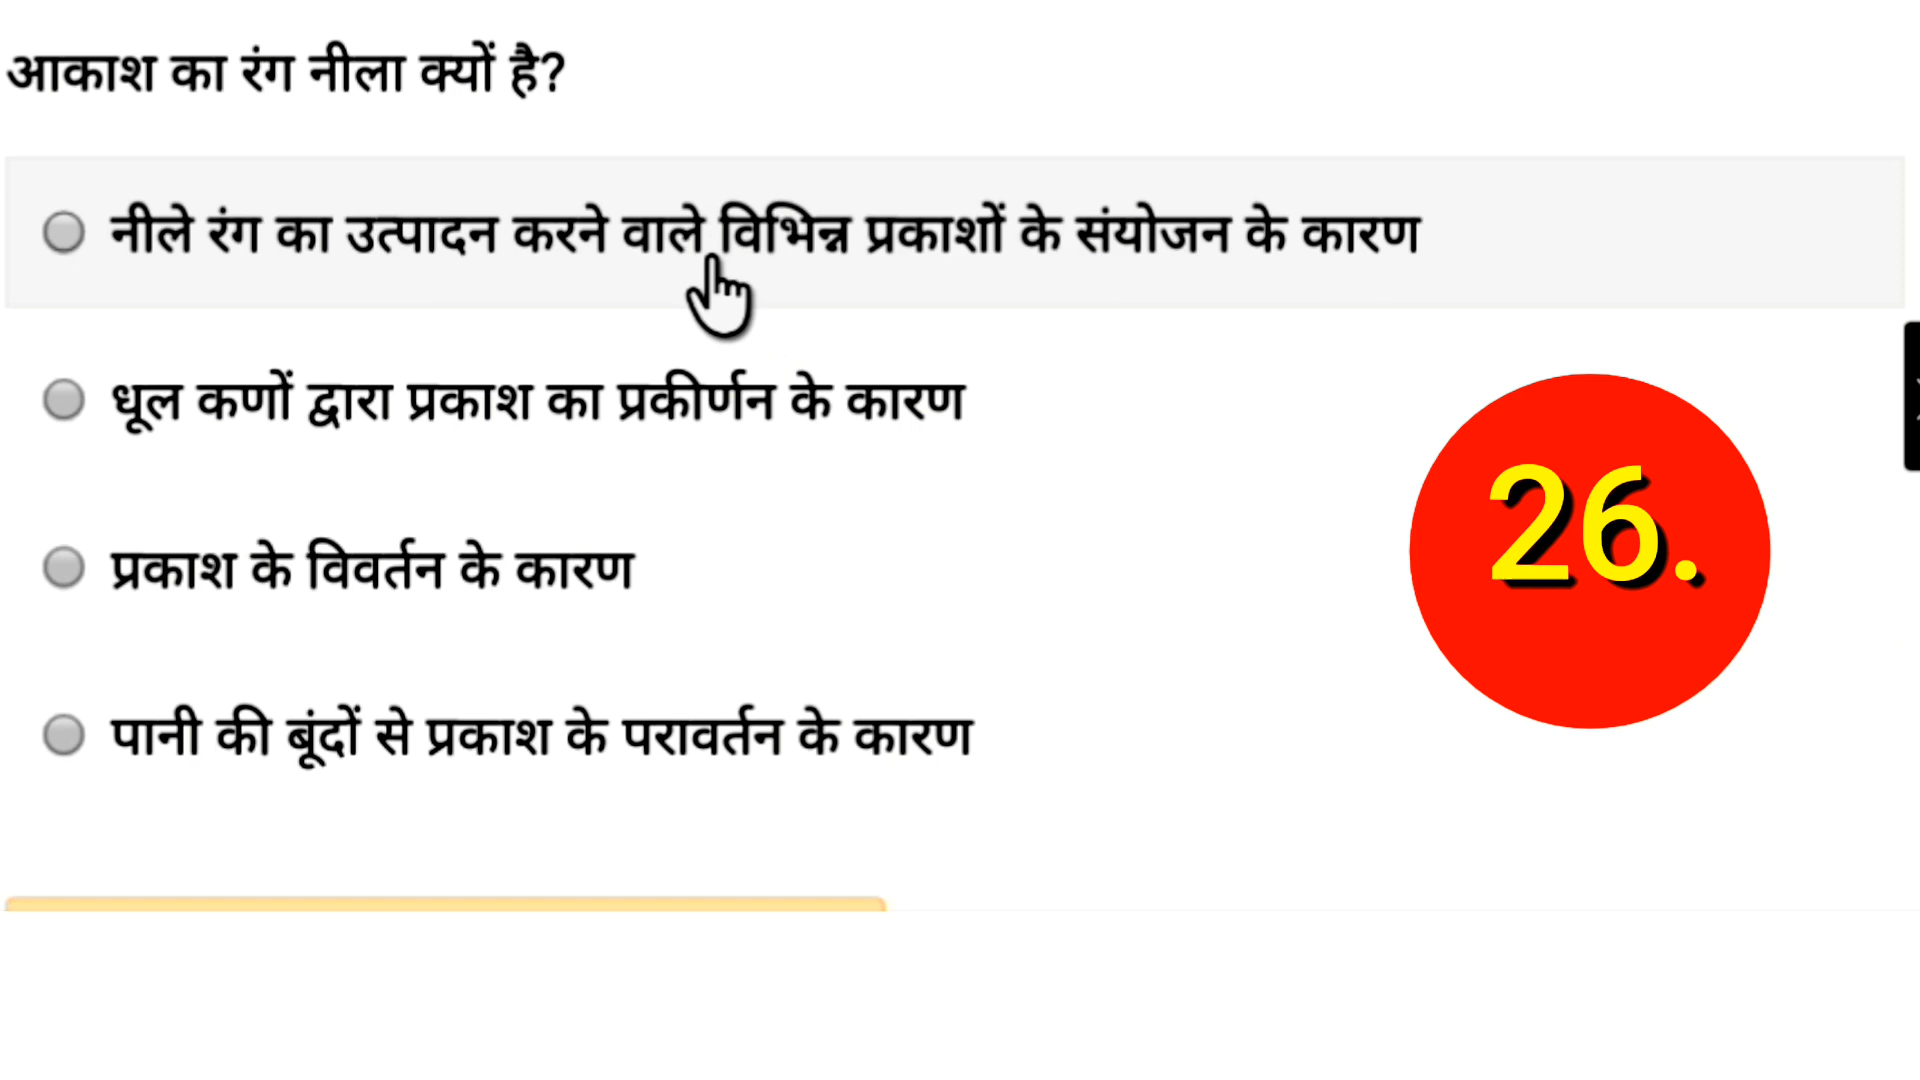 आकाश का रंग नीला क्यों है?
नीले रंग का उत्पादन करने वाले विभिन्न प्रकाशों के संयोजन के कारण
धूल कणों द्वारा प्रकाश का प्रकीर्णन के कारण
प्रकाश के विवर्तन के कारण
26.
पानी की बूंदों से प्रकाश के परावर्तन के कारण